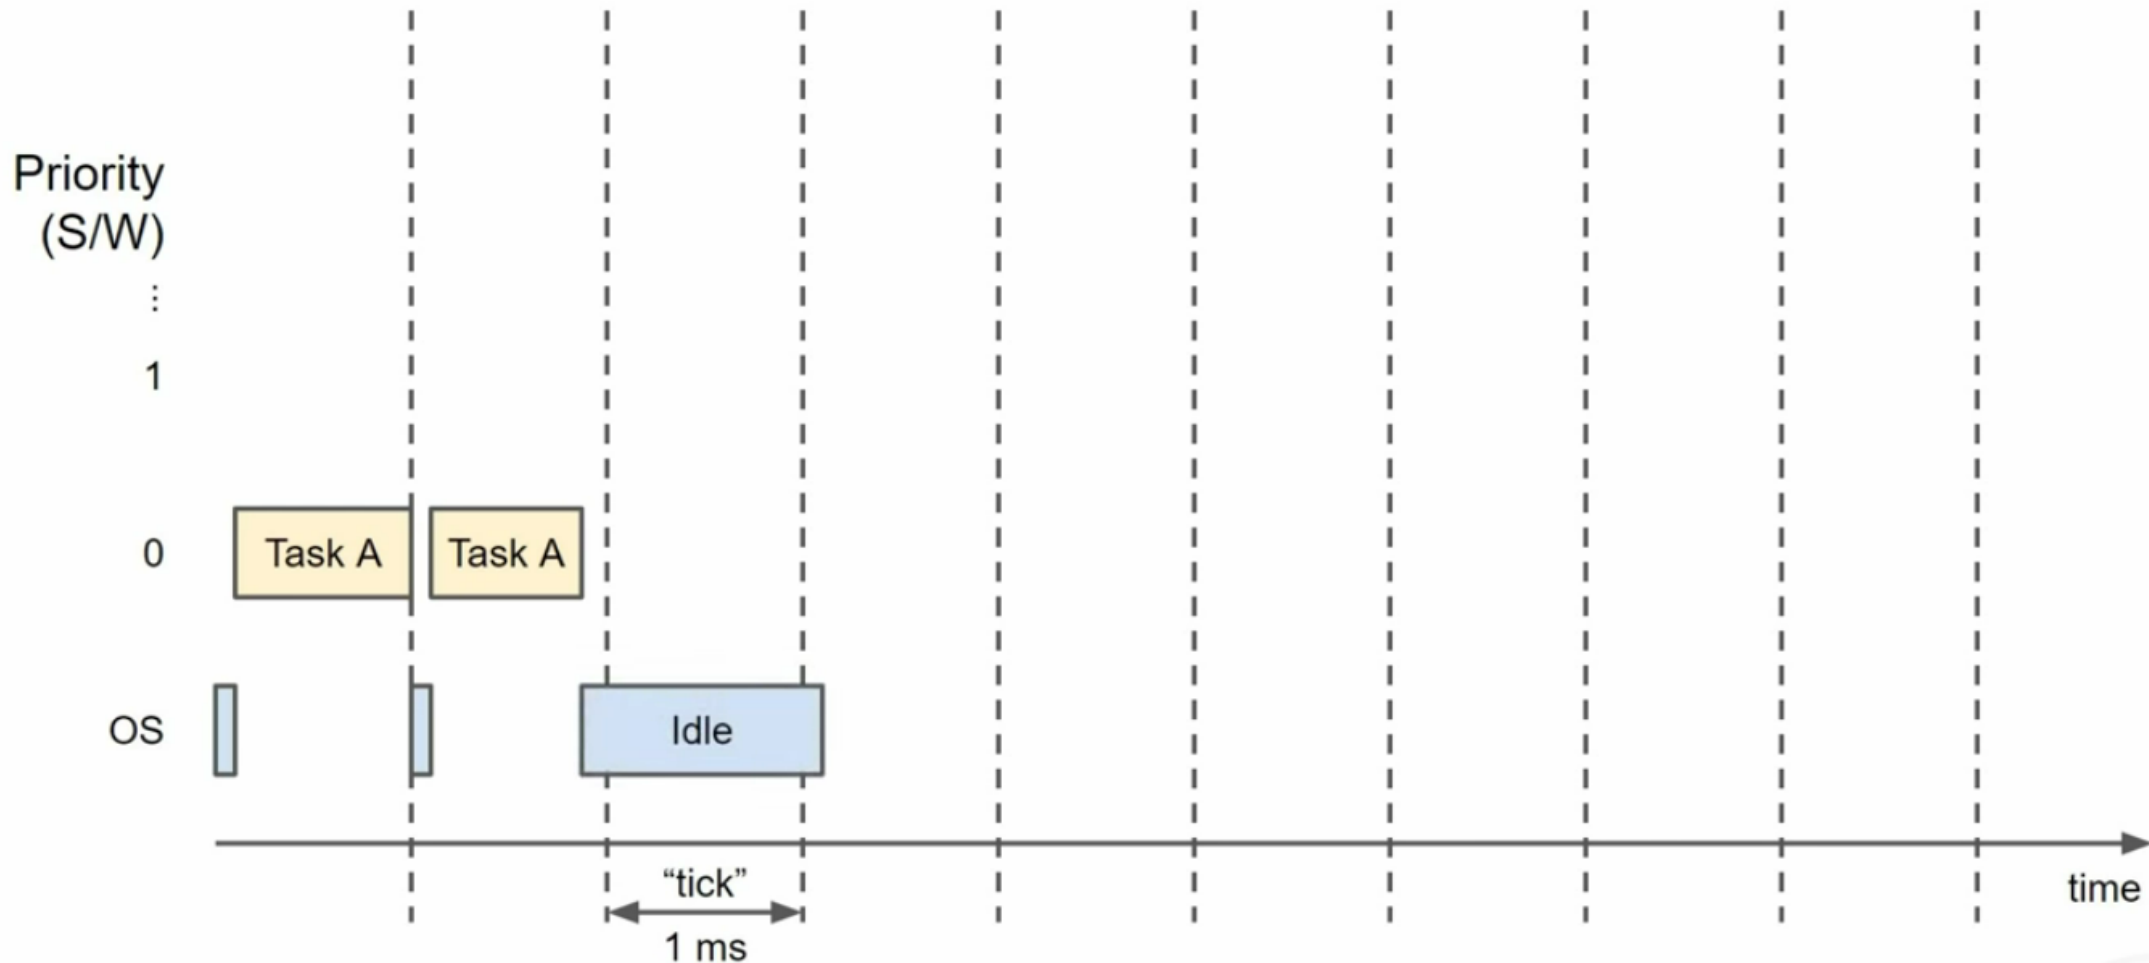 Priority
(S/W)
⋮
1
0
Task A
Task A
OS
Idle
“tick”
1 ms
time